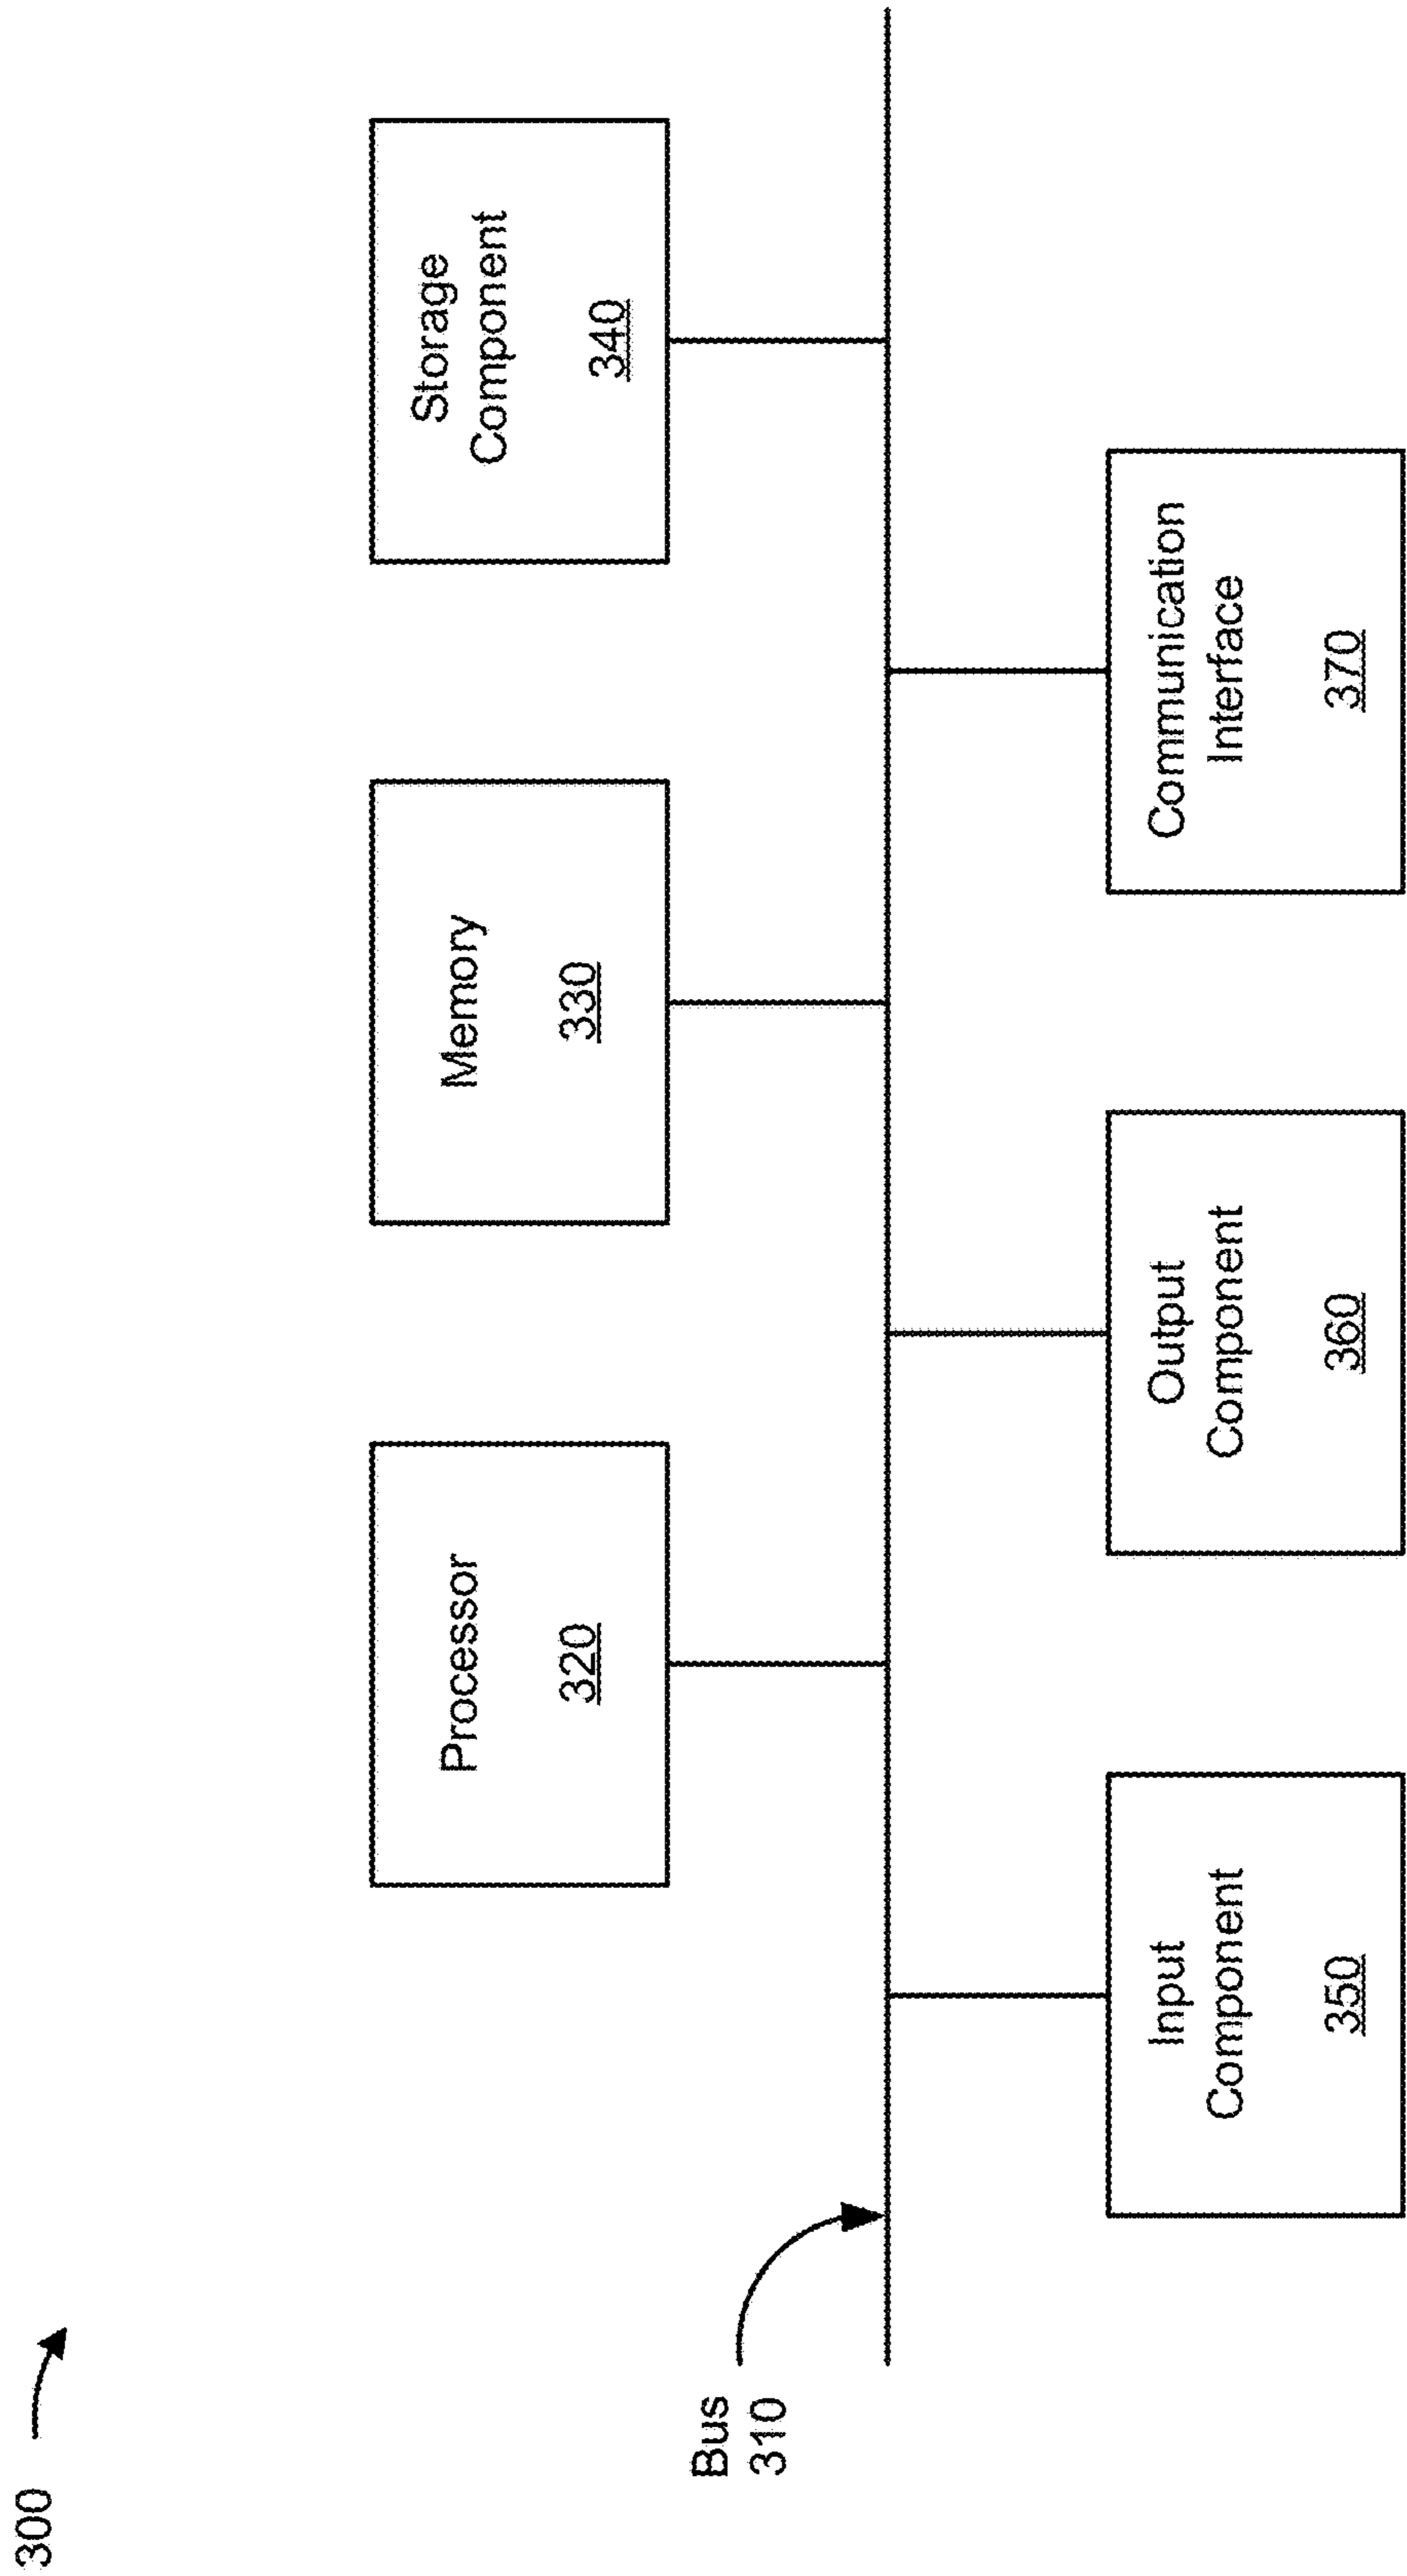 300
Processor
320
Memory
330
Storage
Component
340
Bus
310
Input
Component
350
Output
Component
360
Communication
Interface
370